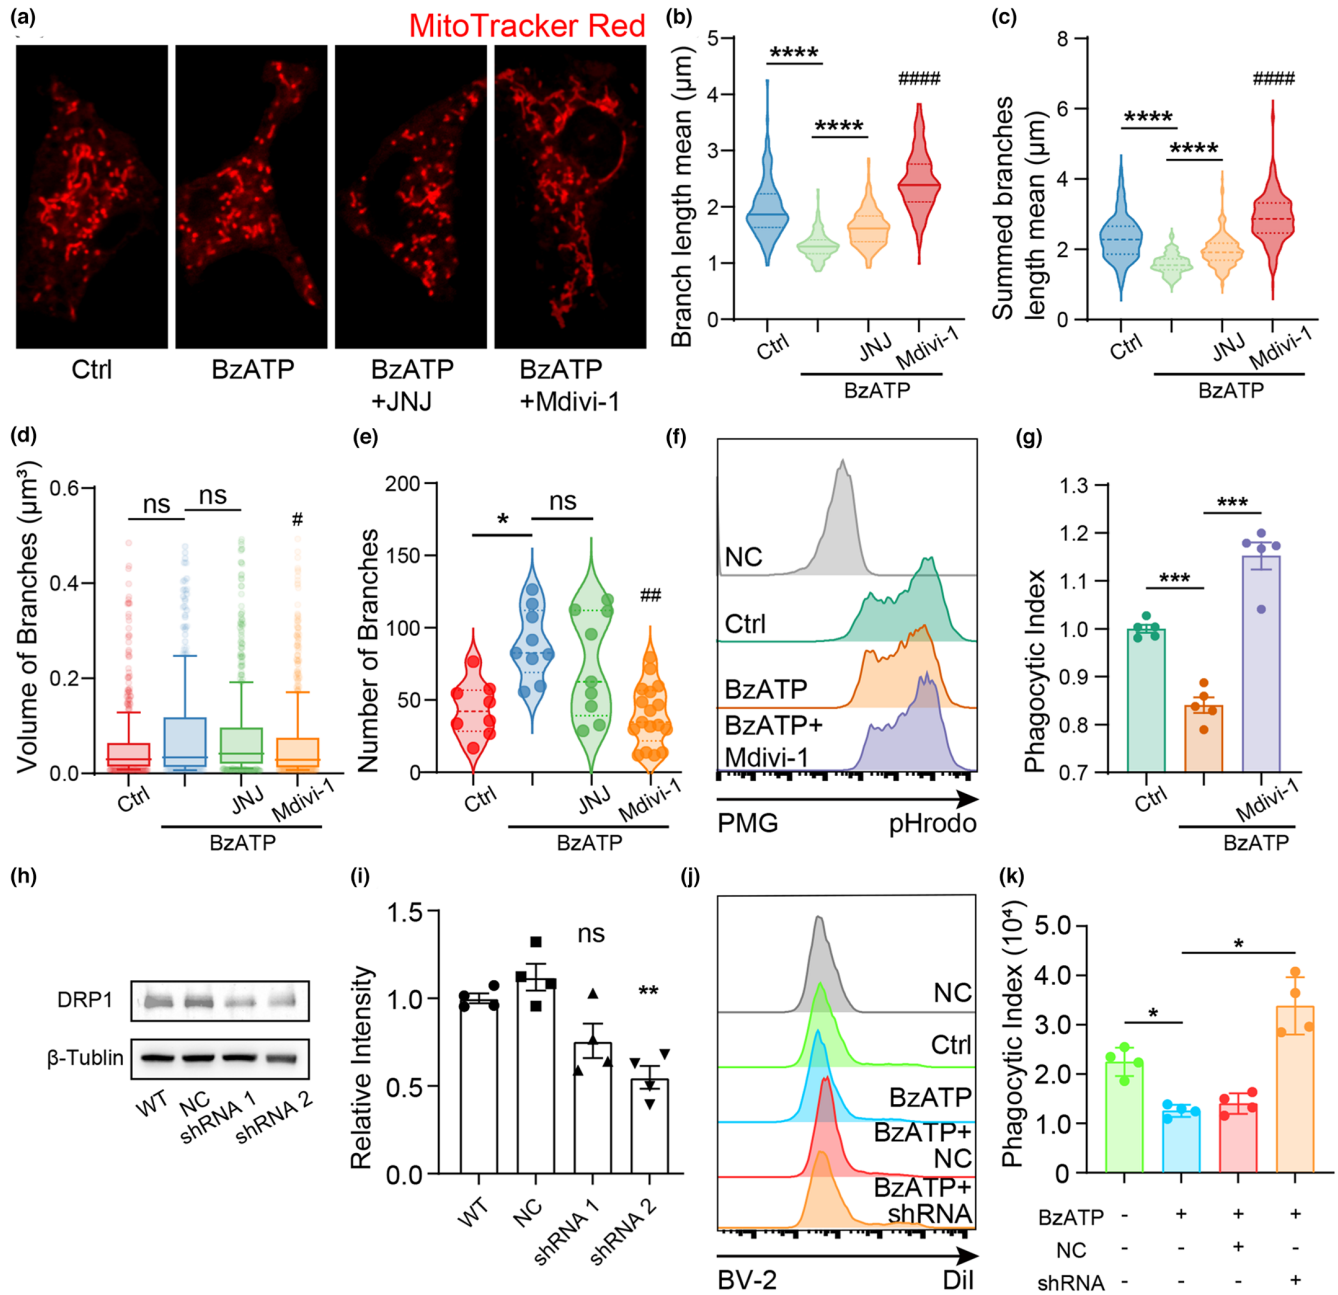 (a)
MitoTracker Red
Ctrl
BzATP
BzATP
+JNJ
BzATP
+Mdivi-1
(b)
Branch length mean (μm)
5
4
3
2
1
0
****
****
####
Ctrl
JNJ
Mdivi-1
BzATP
(c)
Summed branches
length mean (μm)
8
6
4
2
0
****
****
####
Ctrl
JNJ
Mdivi-1
BzATP
(d)
Volume of Branches (μm³)
0.6
0.4
0.2
0.0
ns
ns
#
Ctrl
JNJ
Mdivi-1
BzATP
(e)
Number of Branches
200
150
100
50
0
*
ns
##
Ctrl
JNJ
Mdivi-1
BzATP
(f)
NC
Ctrl
BzATP
BzATP+
Mdivi-1
PMG
pHrodo
(g)
Phagocytic Index
1.3
1.2
1.1
1.0
0.9
0.8
0.7
***
***
Ctrl
Mdivi-1
BzATP
(h)
DRP1
β-Tublin
WT
NC
shRNA 1
shRNA 2
(i)
Relative Intensity
1.5
1.0
0.5
0.0
ns
**
WT
NC
shRNA 1
shRNA 2
(j)
NC
Ctrl
BzATP
BzATP+
NC
BzATP+
shRNA
BV-2
DiI
(k)
Phagocytic Index (10⁴)
5.0
4.0
3.0
2.0
1.0
0
*
*
BzATP - + + +
NC - - + -
shRNA - - - +